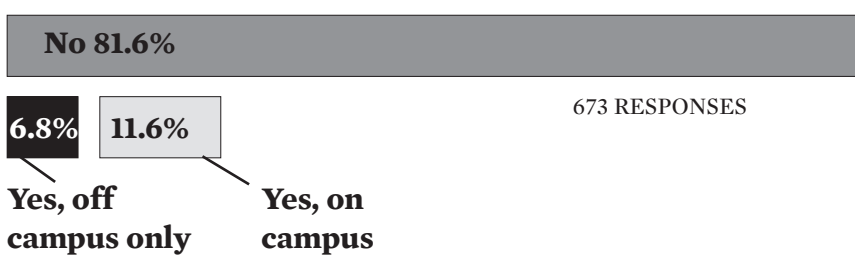 No 81.6%
673 RESPONSES
6.8%
11.6%
Yes, off
campus only
Yes, on
campus